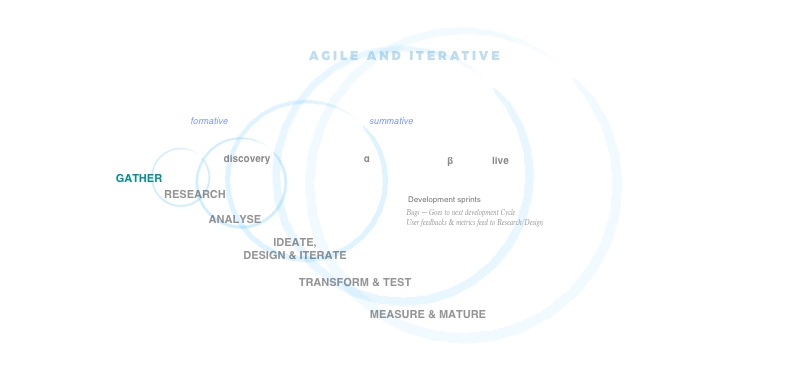 AGILE AND ITERATIVE
formative
summative
discovery
α
β
live
GATHER
RESEARCH
Development sprints
Bugs – Goes to next development Cycle
User feedbacks & metrics feed to Research/Design
ANALYSE
IDEATE,
DESIGN & ITERATE
TRANSFORM & TEST
MEASURE & MATURE